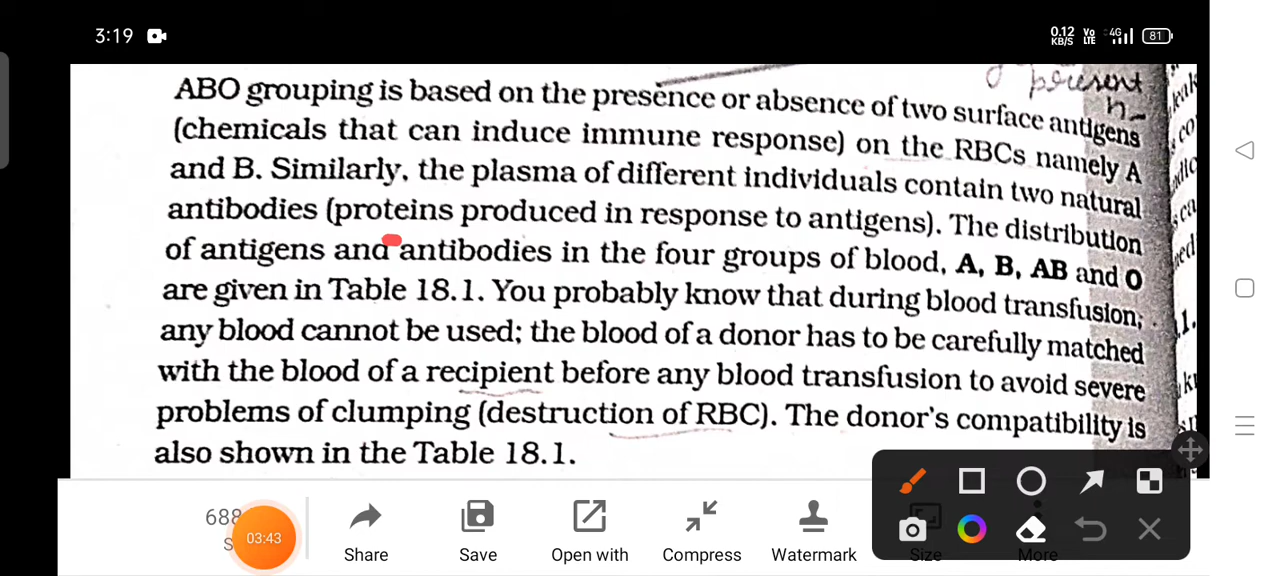 3:19
0.12 KB/S Vo LTE 4G 81
present
ABO grouping is based on the presence or absence of two surface antigens
(chemicals that can induce immune response) on the RBCs namely A
and B. Similarly, the plasma of different individuals contain two natural
antibodies (proteins produced in response to antigens). The distribution
of antigens and antibodies in the four groups of blood, A, B, AB and O
are given in Table 18.1. You probably know that during blood transfusion,
any blood cannot be used; the blood of a donor has to be carefully matched
with the blood of a recipient before any blood transfusion to avoid severe
problems of clumping (destruction of RBC). The donor's compatibility is
also shown in the Table 18.1.
688
03:43
Share Save Open with Compress Watermark Size More